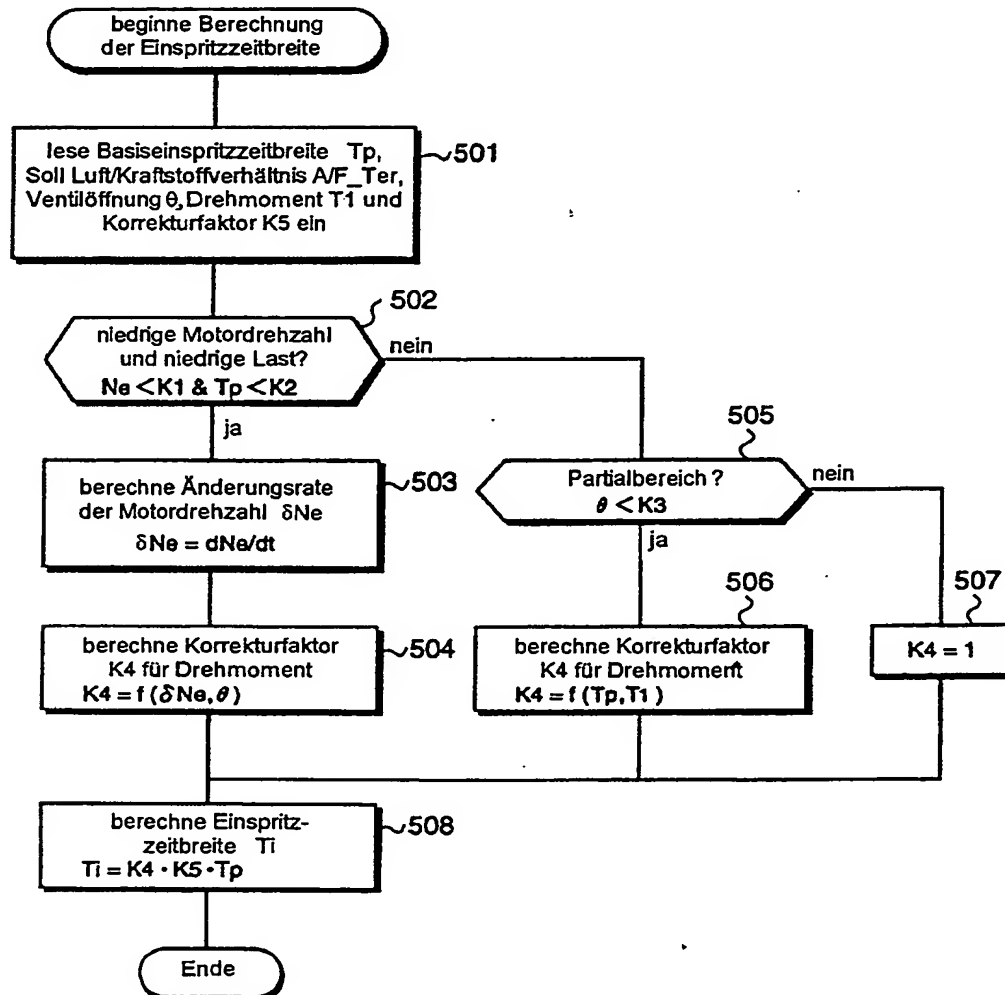 beginne Berechnung
der Einspritzzeitbreite
lese Basiseinspritzzeitbreite Tp,
Soll Luft/Kraftstoffverhältnis A/F_Ter,
Ventilöffnung θ, Drehmoment T1 und
Korrekturfaktor K5 ein
501
502
niedrige Motordrehzahl
und niedrige Last?
Ne <K1 & Tp <K2
nein
ja
505
Partialbereich ?
θ < K3
nein
ja
berechne Änderungsrate
der Motordrehzahl δNe
δNe = dNe/dt
503
berechne Korrekturfaktor
K4 für Drehmoment
K4 = f (δNe, θ)
504
506
berechne Korrekturfaktor
K4 für Drehmoment
K4 = f (Tp, T1)
507
K4 = 1
berechne Einspritz-
zeitbreite Ti
Ti = K4 · K5 · Tp
508
Ende